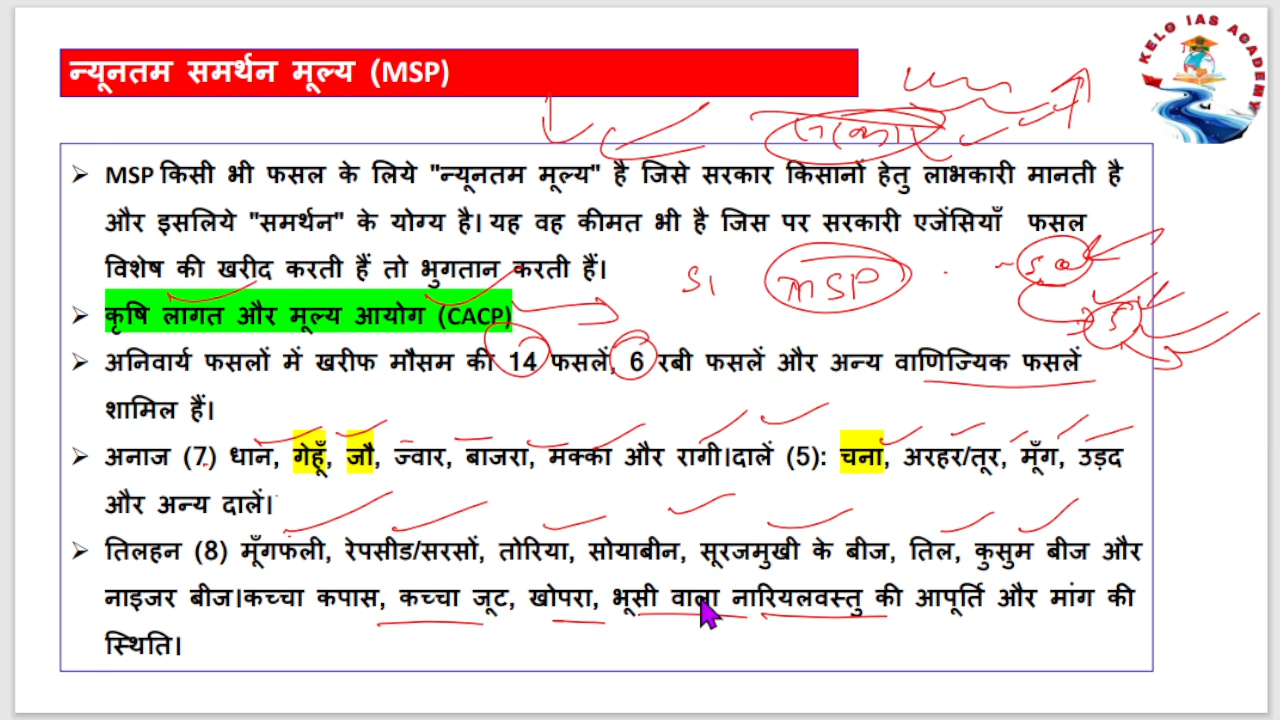 KELO IAS ACADEMY
न्यूनतम समर्थन मूल्य (MSP)
MSP किसी भी फसल के लिये "न्यूनतम मूल्य" है जिसे सरकार किसानों हेतु लाभकारी मानती है
और इसलिये "समर्थन" के योग्य है। यह वह कीमत भी है जिस पर सरकारी एजेंसियाँ फसल
विशेष की खरीद करती हैं तो भुगतान करती हैं।
MSP
कृषि लागत और मूल्य आयोग (CACP)
अनिवार्य फसलों में खरीफ मौसम की 14 फसलें, 6 रबी फसलें और अन्य वाणिज्यिक फसलें
शामिल हैं।
अनाज (7) धान, गेहूँ, जौ, ज्वार, बाजरा, मक्का और रागी।दालें (5): चना, अरहर/तूर, मूँग, उड़द
और अन्य दालें।
तिलहन (8) मूँगफली, रेपसीड/सरसों, तोरिया, सोयाबीन, सूरजमुखी के बीज, तिल, कुसुम बीज और
नाइजर बीज।कच्चा कपास, कच्चा जूट, खोपरा, भूसी वाला नारियलवस्तु की आपूर्ति और मांग की
स्थिति।